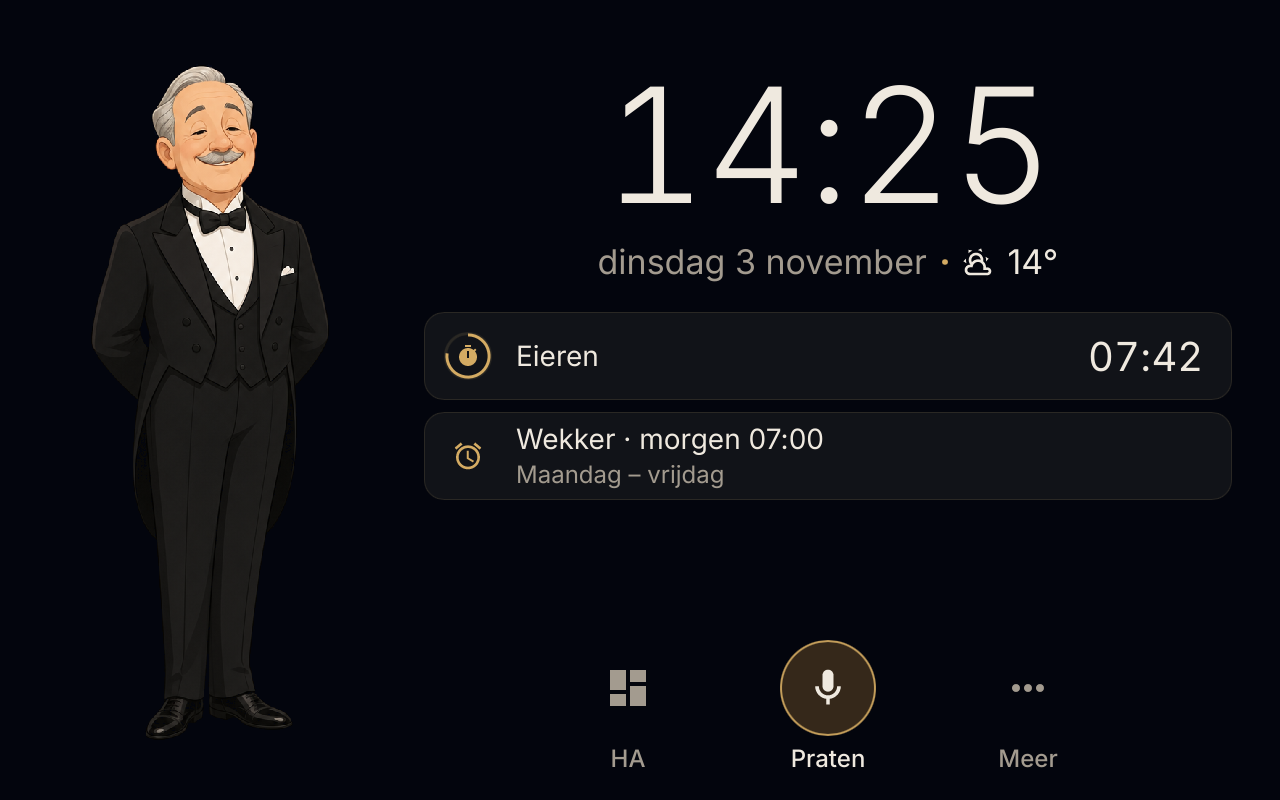 14:25
dinsdag 3 november · 14°
Eieren 07:42
Wekker · morgen 07:00
Maandag – vrijdag
HA Praten Meer